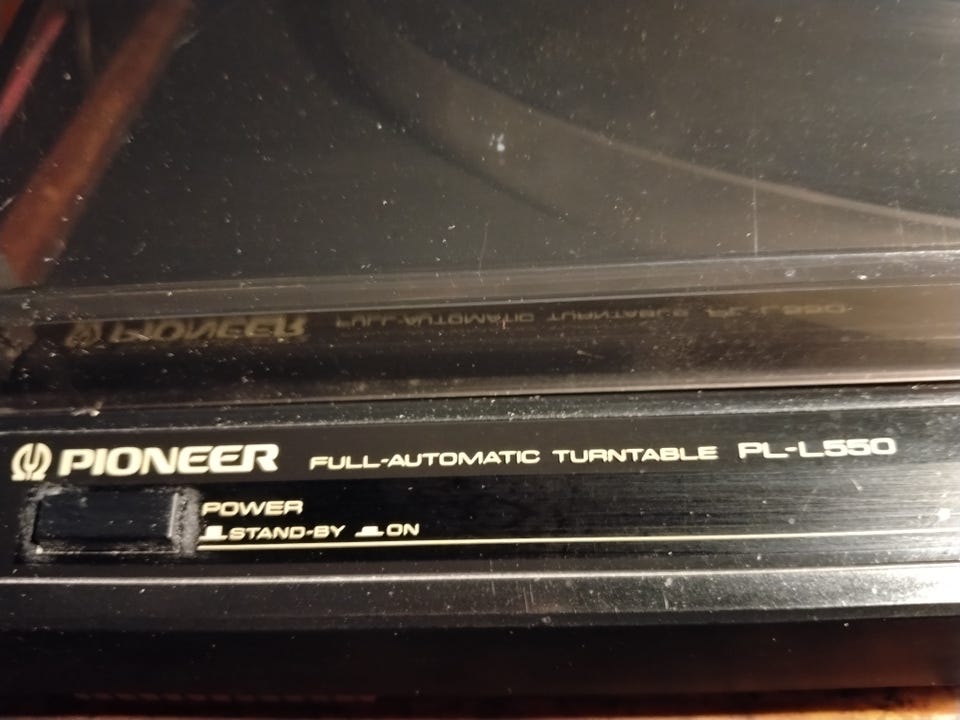 PIONEER FULL-AUTOMATIC TURNTABLE PL-L550
POWER
STAND-BY ON